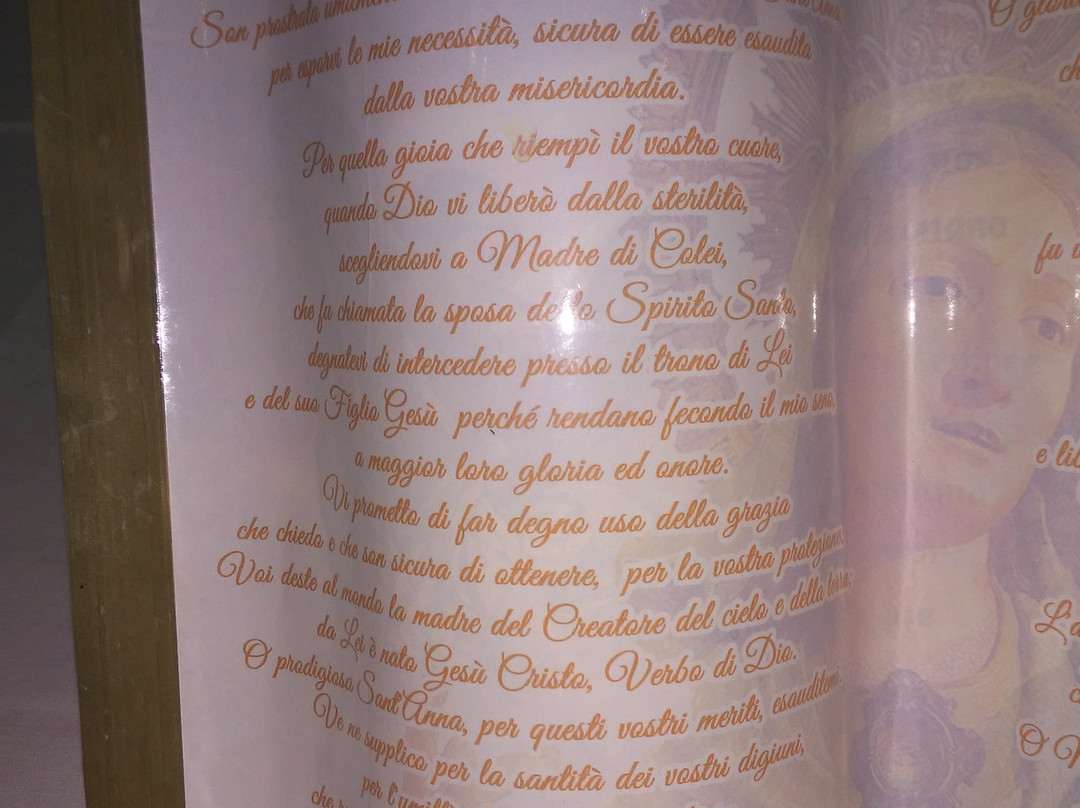 Son prostrata umilmente
per esporvi le mie necessità, sicura di essere esaudita
dalla vostra misericordia.
Per quella gioia che riempì il vostro cuore,
quando Dio vi liberò dalla sterilità,
scegliendovi a Madre di Colei,
che fu chiamata la sposa dello Spirito Santo,
degnatevi di intercedere presso il trono di Lei
e del suo Figlio Gesù perché rendano fecondo il mio seno,
a maggior loro gloria ed onore.
Vi prometto di far degno uso della grazia
che chiedo e che son sicura di ottenere, per la vostra protezione.
Voi deste al mondo la madre del Creatore del cielo e della terra;
da Lei è nato Gesù Cristo, Verbo di Dio.
O prodigiosa Sant'Anna, per questi vostri meriti, esauditemi.
Ve ne supplico per la santità dei vostri digiuni,
per
che
O
fu
L'a
O